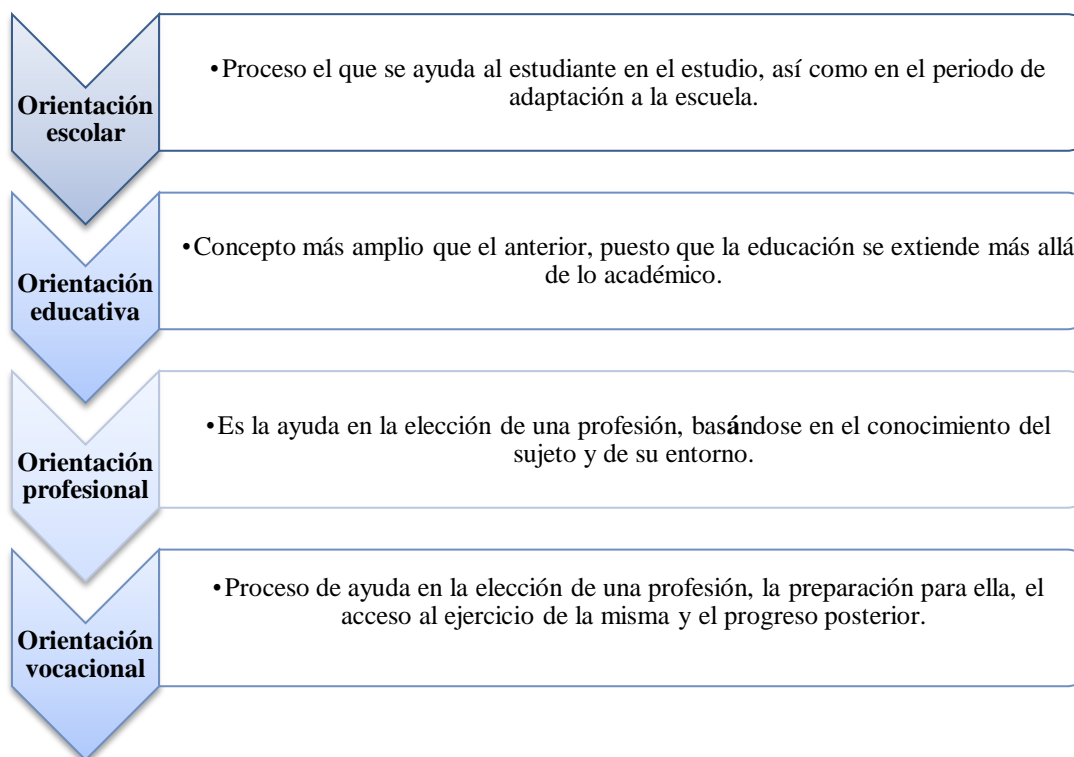 Orientación
escolar
•Proceso el que se ayuda al estudiante en el estudio, así como en el periodo de
adaptación a la escuela.
Orientación
educativa
•Concepto más amplio que el anterior, puesto que la educación se extiende más allá
de lo académico.
Orientación
profesional
•Es la ayuda en la elección de una profesión, basándose en el conocimiento del
sujeto y de su entorno.
Orientación
vocacional
•Proceso de ayuda en la elección de una profesión, la preparación para ella, el
acceso al ejercicio de la misma y el progreso posterior.